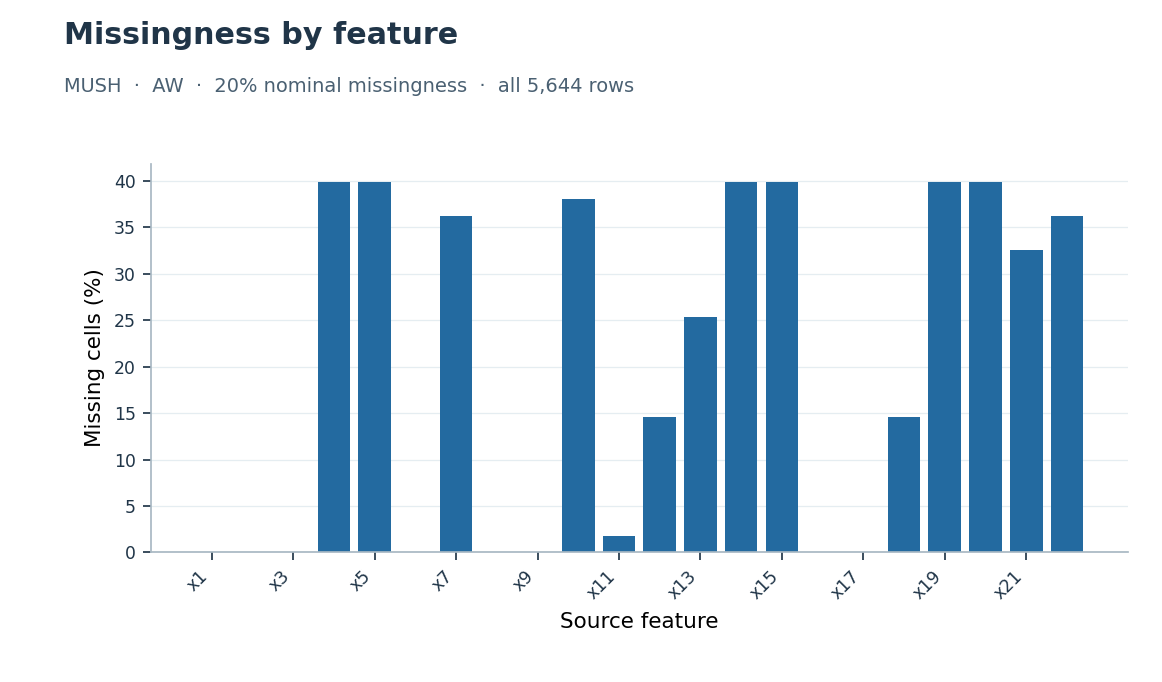 Missingness by feature
MUSH · AW · 20% nominal missingness · all 5,644 rows
40
35
30
25
20
15
10
5
0
Missing cells (%)
x1 x3 x5 x7 x9 x11 x13 x15 x17 x19 x21
Source feature